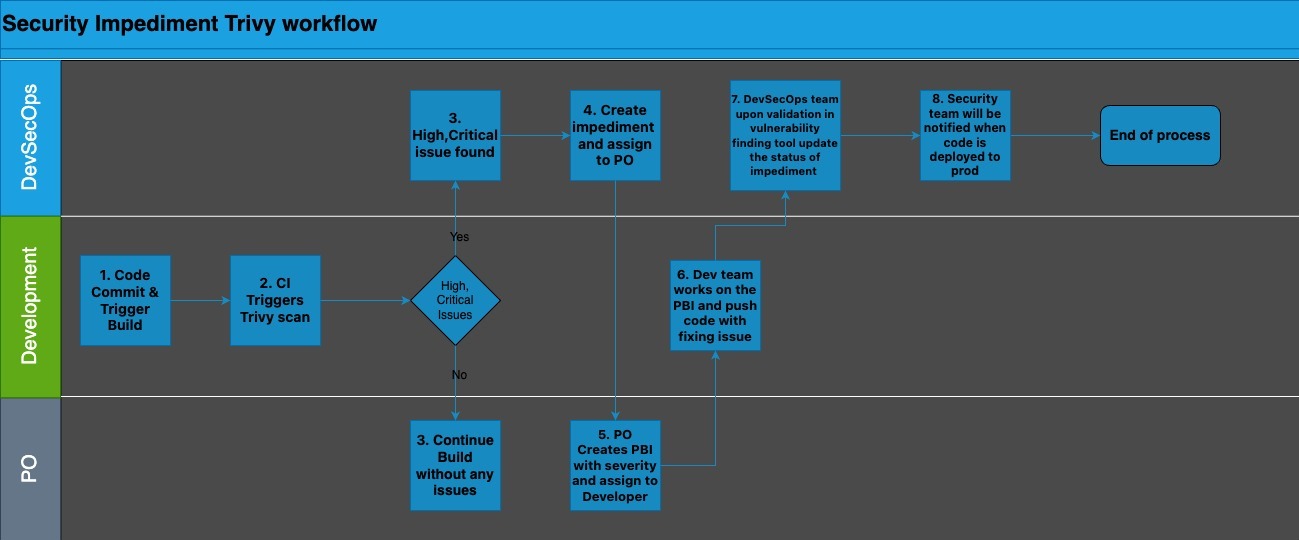 Security Impediment Trivy workflow
DevSecOps
3.
High,Critical
issue found
4. Create
impediment
and assign
to PO
7. DevSecOps team
upon validation in
vulnerability
finding tool update
the status of
impediment
8. Security
team will be
notified when
code is
deployed to
prod
End of process
Development
Yes
1. Code
Commit &
Trigger
Build
2. CI
Triggers
Trivy scan
High,
Critical
Issues
6. Dev team
works on the
PBI and push
code with
fixing issue
No
PO
3. Continue
Build
without any
issues
5. PO
Creates PBI
with severity
and assign to
Developer